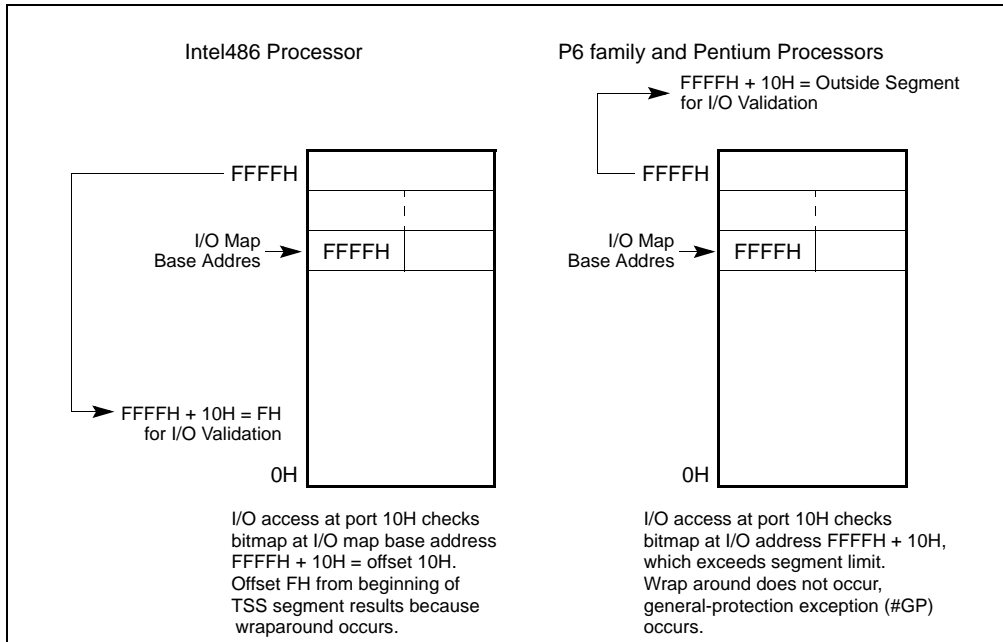 Intel486 Processor
P6 family and Pentium Processors
FFFFH + 10H = Outside Segment
for I/O Validation
FFFFH
I/O Map
Base Addres
FFFFH
FFFFH + 10H = FH
for I/O Validation
0H
I/O access at port 10H checks
bitmap at I/O map base address
FFFFH + 10H = offset 10H.
Offset FH from beginning of
TSS segment results because
wraparound occurs.
FFFFH
I/O Map
Base Addres
FFFFH
0H
I/O access at port 10H checks
bitmap at I/O address FFFFH + 10H,
which exceeds segment limit.
Wrap around does not occur,
general-protection exception (#GP)
occurs.